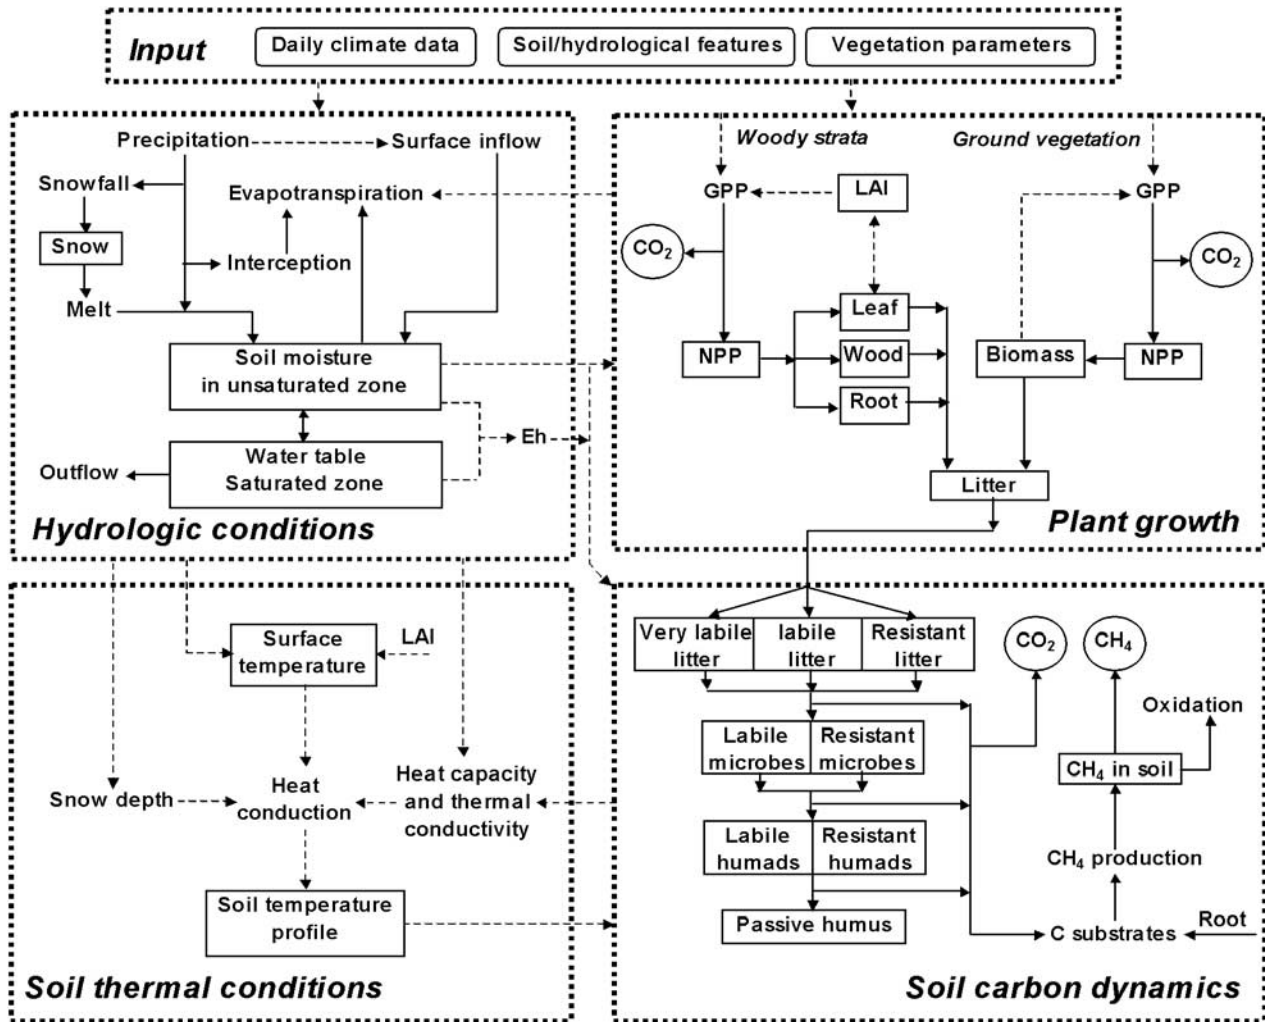 Input
Daily climate data
Soil/hydrological features
Vegetation parameters
Precipitation
Surface inflow
Snowfall
Evapotranspiration
Snow
Interception
Melt
Soil moisture
in unsaturated zone
Eh
Water table
Saturated zone
Outflow
Hydrologic conditions
Woody strata
Ground vegetation
GPP
LAI
GPP
CO₂
CO₂
Leaf
NPP
Wood
Biomass
NPP
Root
Litter
Plant growth
Surface
temperature
LAI
Snow depth
Heat
conduction
Heat capacity
and thermal
conductivity
Soil temperature
profile
Soil thermal conditions
Very labile
litter
labile
litter
Resistant
litter
CO₂
CH₄
Oxidation
Labile
microbes
Resistant
microbes
CH₄ in soil
Labile
humads
Resistant
humads
CH₄ production
Passive humus
C substrates
Root
Soil carbon dynamics